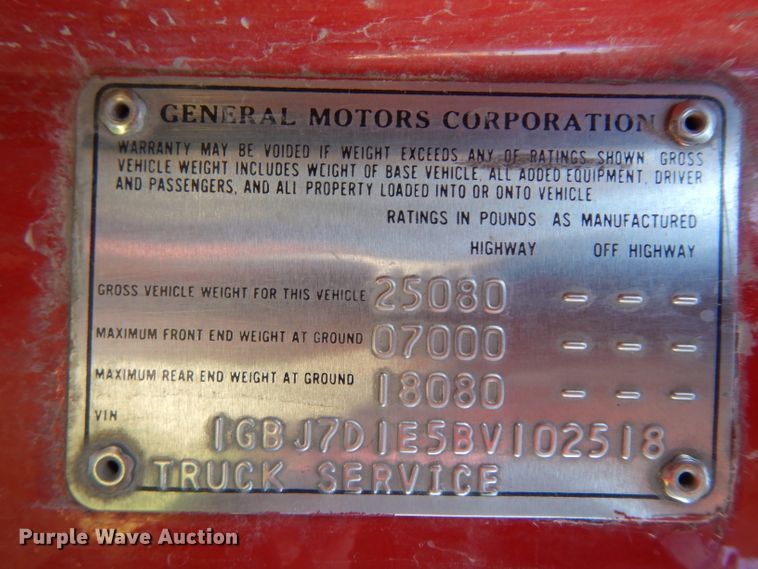 GENERAL MOTORS CORPORATION
WARRANTY MAY BE VOIDED IF WEIGHT EXCEEDS ANY OF RATINGS SHOWN. GROSS
VEHICLE WEIGHT INCLUDES WEIGHT OF BASE VEHICLE, ALL ADDED EQUIPMENT, DRIVER
AND PASSENGERS, AND ALL PROPERTY LOADED INTO OR ONTO VEHICLE.
RATINGS IN POUNDS AS MANUFACTURED
HIGHWAY OFF HIGHWAY
GROSS VEHICLE WEIGHT FOR THIS VEHICLE 25080 – – –
MAXIMUM FRONT END WEIGHT AT GROUND 07000 – – –
MAXIMUM REAR END WEIGHT AT GROUND 18080 – – –
VIN 1GBJ7D1E5BV102518
TRUCK SERVICE
Purple Wave Auction